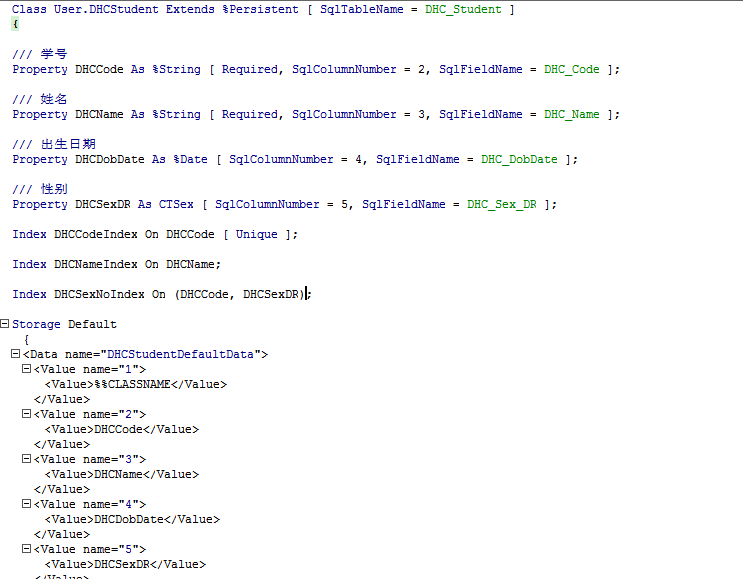 Class User.DHCStudent Extends %Persistent [ SqlTableName = DHC_Student ]
{
/// 学号
Property DHCCode As %String [ Required, SqlColumnNumber = 2, SqlFieldName = DHC_Code ];
/// 姓名
Property DHCName As %String [ Required, SqlColumnNumber = 3, SqlFieldName = DHC_Name ];
/// 出生日期
Property DHCDobDate As %Date [ SqlColumnNumber = 4, SqlFieldName = DHC_DobDate ];
/// 性别
Property DHCSexDR As CTSex [ SqlColumnNumber = 5, SqlFieldName = DHC_Sex_DR ];
Index DHCCodeIndex On DHCCode [ Unique ];
Index DHCNameIndex On DHCName;
Index DHCSexNoIndex On (DHCCode, DHCSexDR);
Storage Default
{
<Data name="DHCStudentDefaultData">
<Value name="1">
<Value>%%CLASSNAME</Value>
</Value>
<Value name="2">
<Value>DHCCode</Value>
</Value>
<Value name="3">
<Value>DHCName</Value>
</Value>
<Value name="4">
<Value>DHCDobDate</Value>
</Value>
<Value name="5">
<Value>DHCSexDR</Value>
</Value>